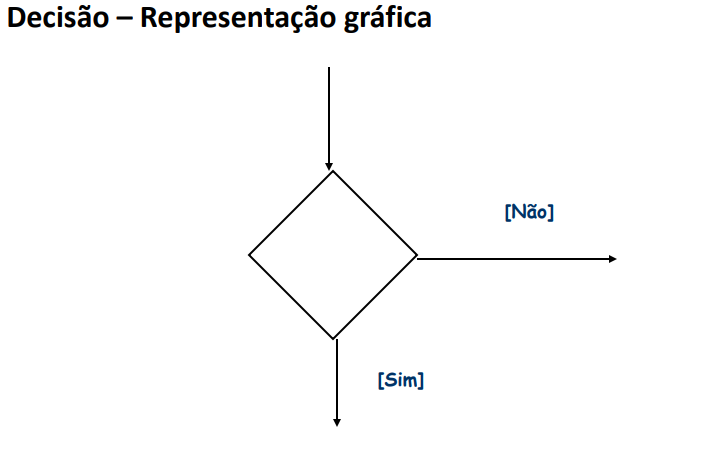 Decisão – Representação gráfica
[Não]
[Sim]